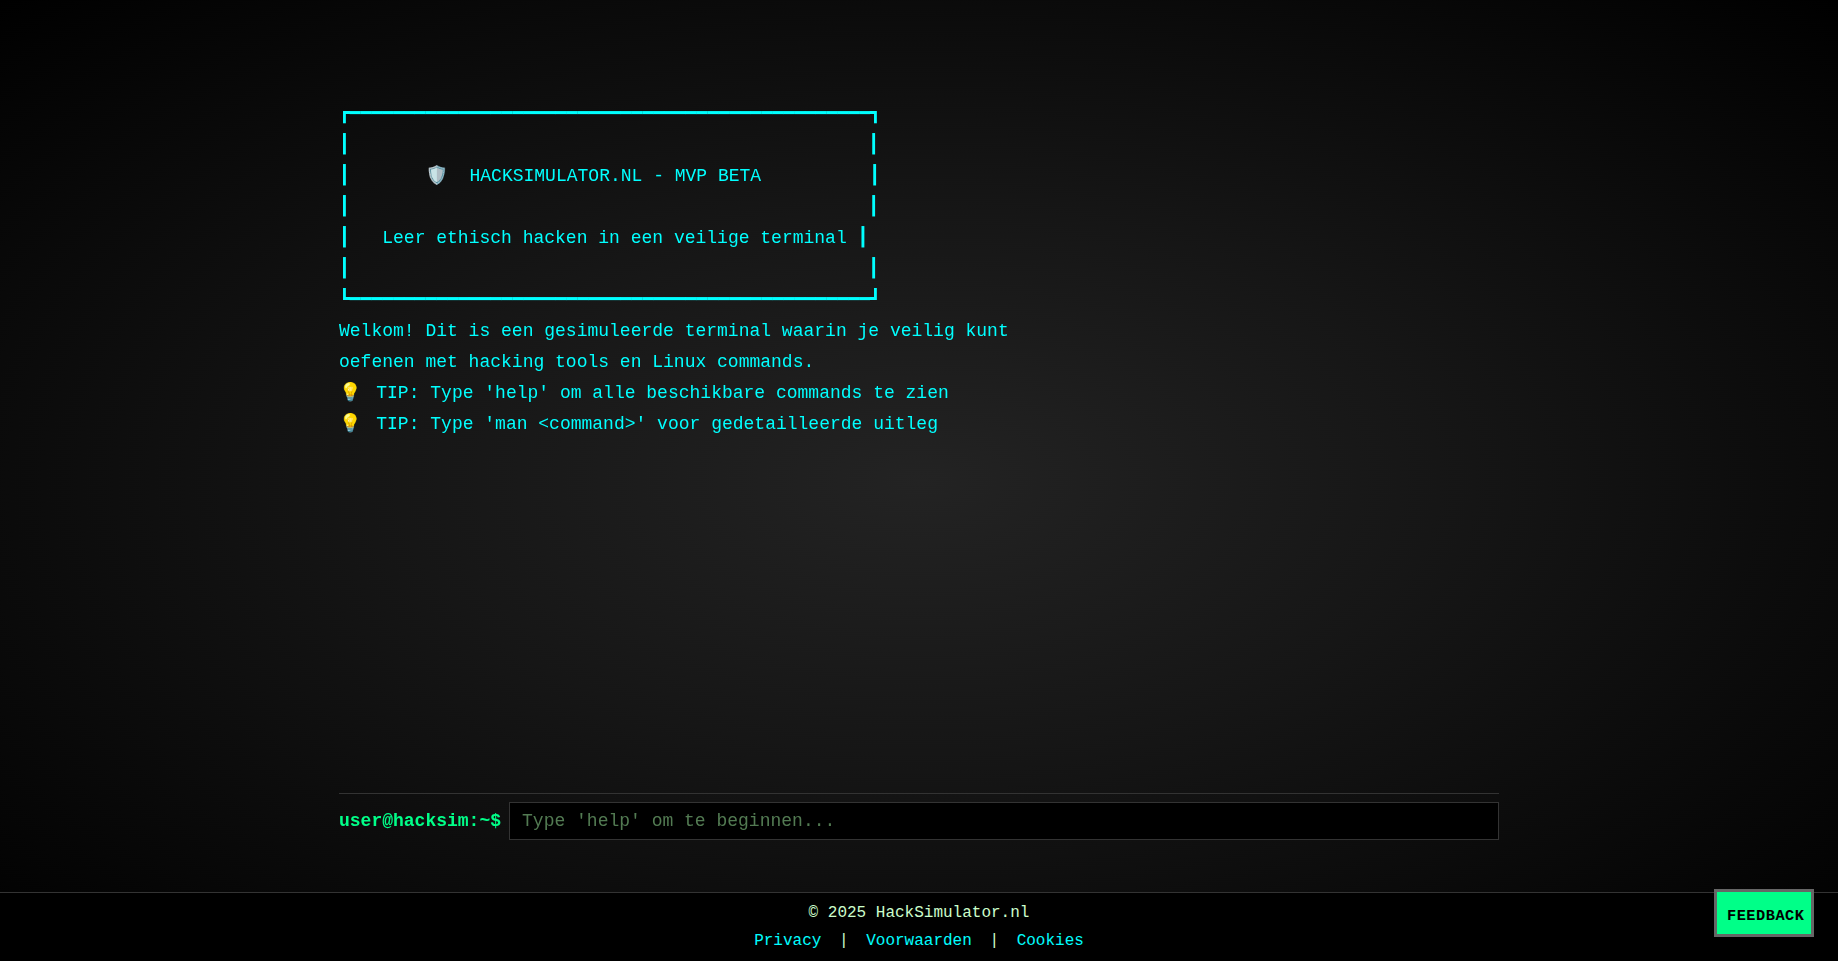 HACKSIMULATOR.NL - MVP BETA
Leer ethisch hacken in een veilige terminal
Welkom! Dit is een gesimuleerde terminal waarin je veilig kunt
oefenen met hacking tools en Linux commands.
💡 TIP: Type 'help' om alle beschikbare commands te zien
💡 TIP: Type 'man <command>' voor gedetailleerde uitleg
user@hacksim:~$ Type 'help' om te beginnen...
© 2025 HackSimulator.nl
Privacy | Voorwaarden | Cookies
FEEDBACK